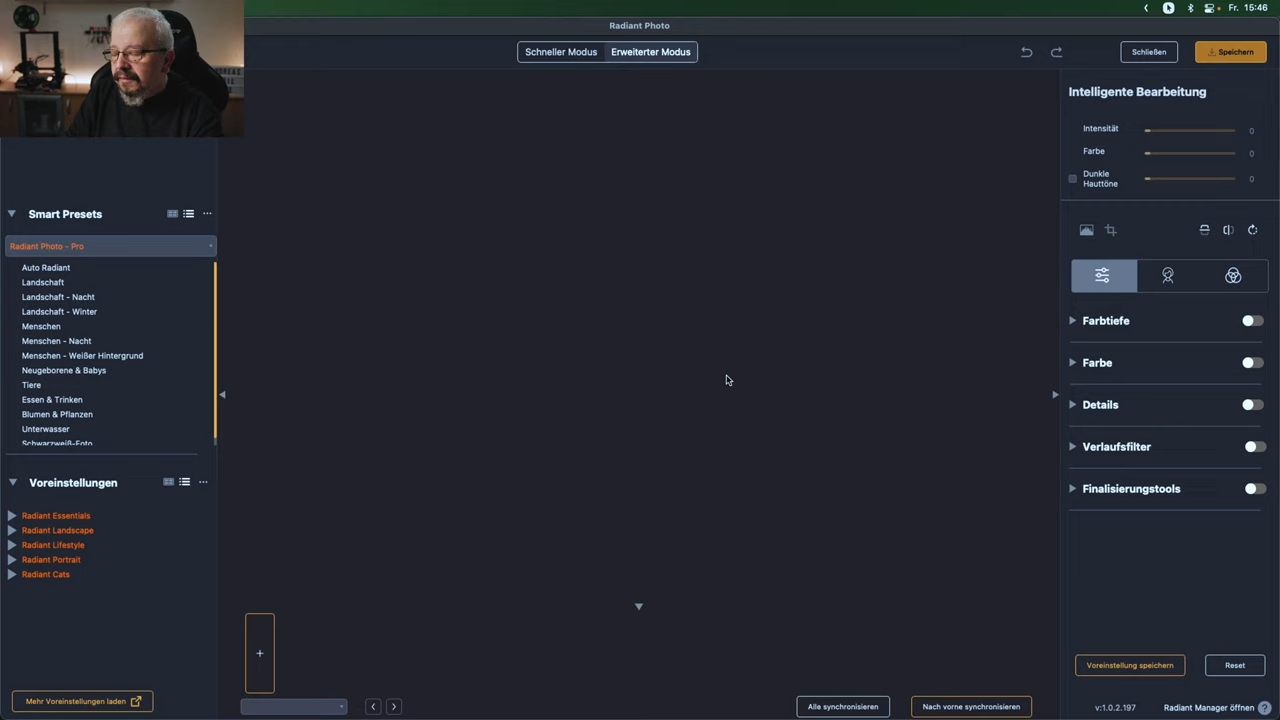 Fr. 15:46
Radiant Photo
Schneller Modus Erweiterter Modus
Schließen Speichern
Intelligente Bearbeitung
Intensität 0
Farbe 0
Dunkle Hauttöne 0
Smart Presets
Radiant Photo - Pro
Auto Radiant
Landschaft
Landschaft - Nacht
Landschaft - Winter
Menschen
Menschen - Nacht
Menschen - Weißer Hintergrund
Neugeborene & Babys
Tiere
Essen & Trinken
Blumen & Pflanzen
Unterwasser
Schwarzweiß-Foto
Farbtiefe
Farbe
Details
Verlaufsfilter
Finalisierungstools
Voreinstellungen
Radiant Essentials
Radiant Landscape
Radiant Lifestyle
Radiant Portrait
Radiant Cats
+
Voreinstellung speichern Reset
Mehr Voreinstellungen laden
Alle synchronisieren Nach vorne synchronisieren
v:1.0.2.197 Radiant Manager öffnen ?